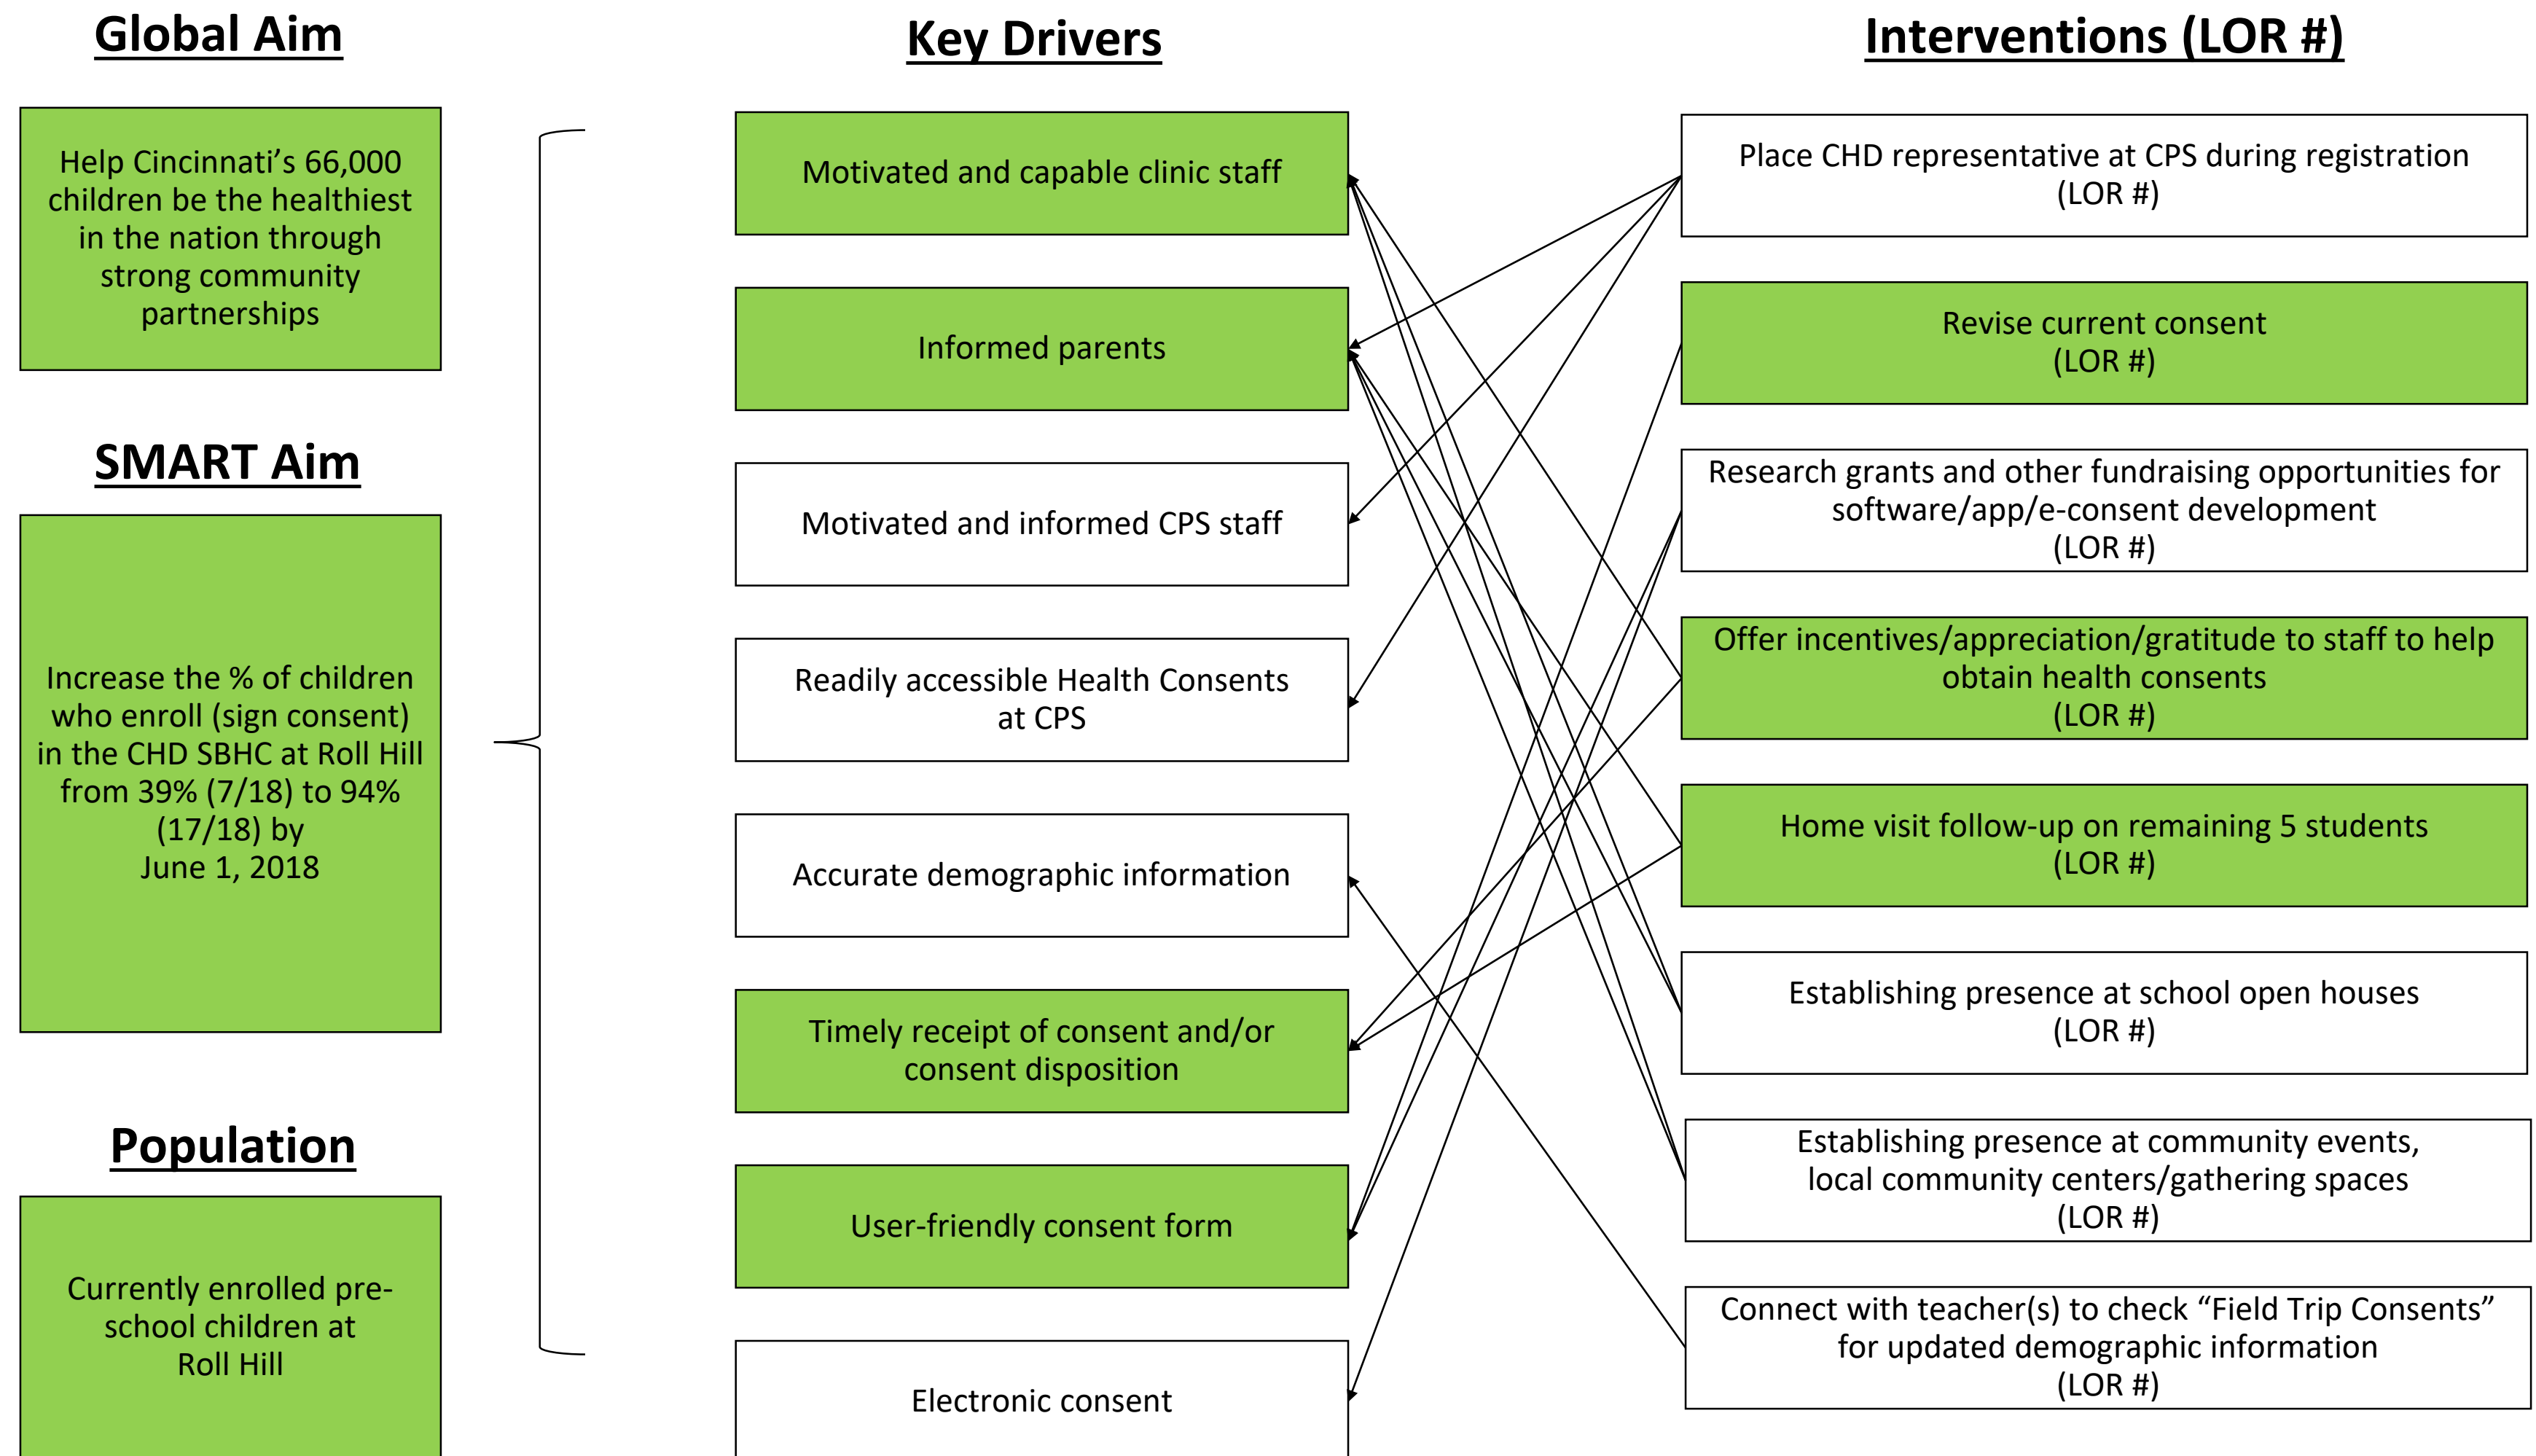 Global Aim
Help Cincinnati’s 66,000
children be the healthiest
in the nation through
strong community
partnerships
SMART Aim
Increase the % of children
who enroll (sign consent)
in the CHD SBHC at Roll Hill
from 39% (7/18) to 94%
(17/18) by
June 1, 2018
Population
Currently enrolled pre-
school children at
Roll Hill
Key Drivers
Motivated and capable clinic staff
Informed parents
Motivated and informed CPS staff
Readily accessible Health Consents
at CPS
Accurate demographic information
Timely receipt of consent and/or
consent disposition
User-friendly consent form
Electronic consent
Interventions (LOR #)
Place CHD representative at CPS during registration
(LOR #)
Revise current consent
(LOR #)
Research grants and other fundraising opportunities for
software/app/e-consent development
(LOR #)
Offer incentives/appreciation/gratitude to staff to help
obtain health consents
(LOR #)
Home visit follow-up on remaining 5 students
(LOR #)
Establishing presence at school open houses
(LOR #)
Establishing presence at community events,
local community centers/gathering spaces
(LOR #)
Connect with teacher(s) to check “Field Trip Consents”
for updated demographic information
(LOR #)